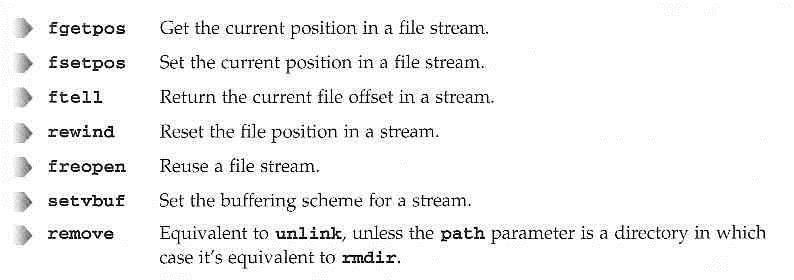 fgetpos Get the current position in a file stream.
fsetpos Set the current position in a file stream.
ftell Return the current file offset in a stream.
rewind Reset the file position in a stream.
freopen Reuse a file stream.
setvbuf Set the buffering scheme for a stream.
remove Equivalent to unlink, unless the path parameter is a directory in which
case it's equivalent to rmdir.